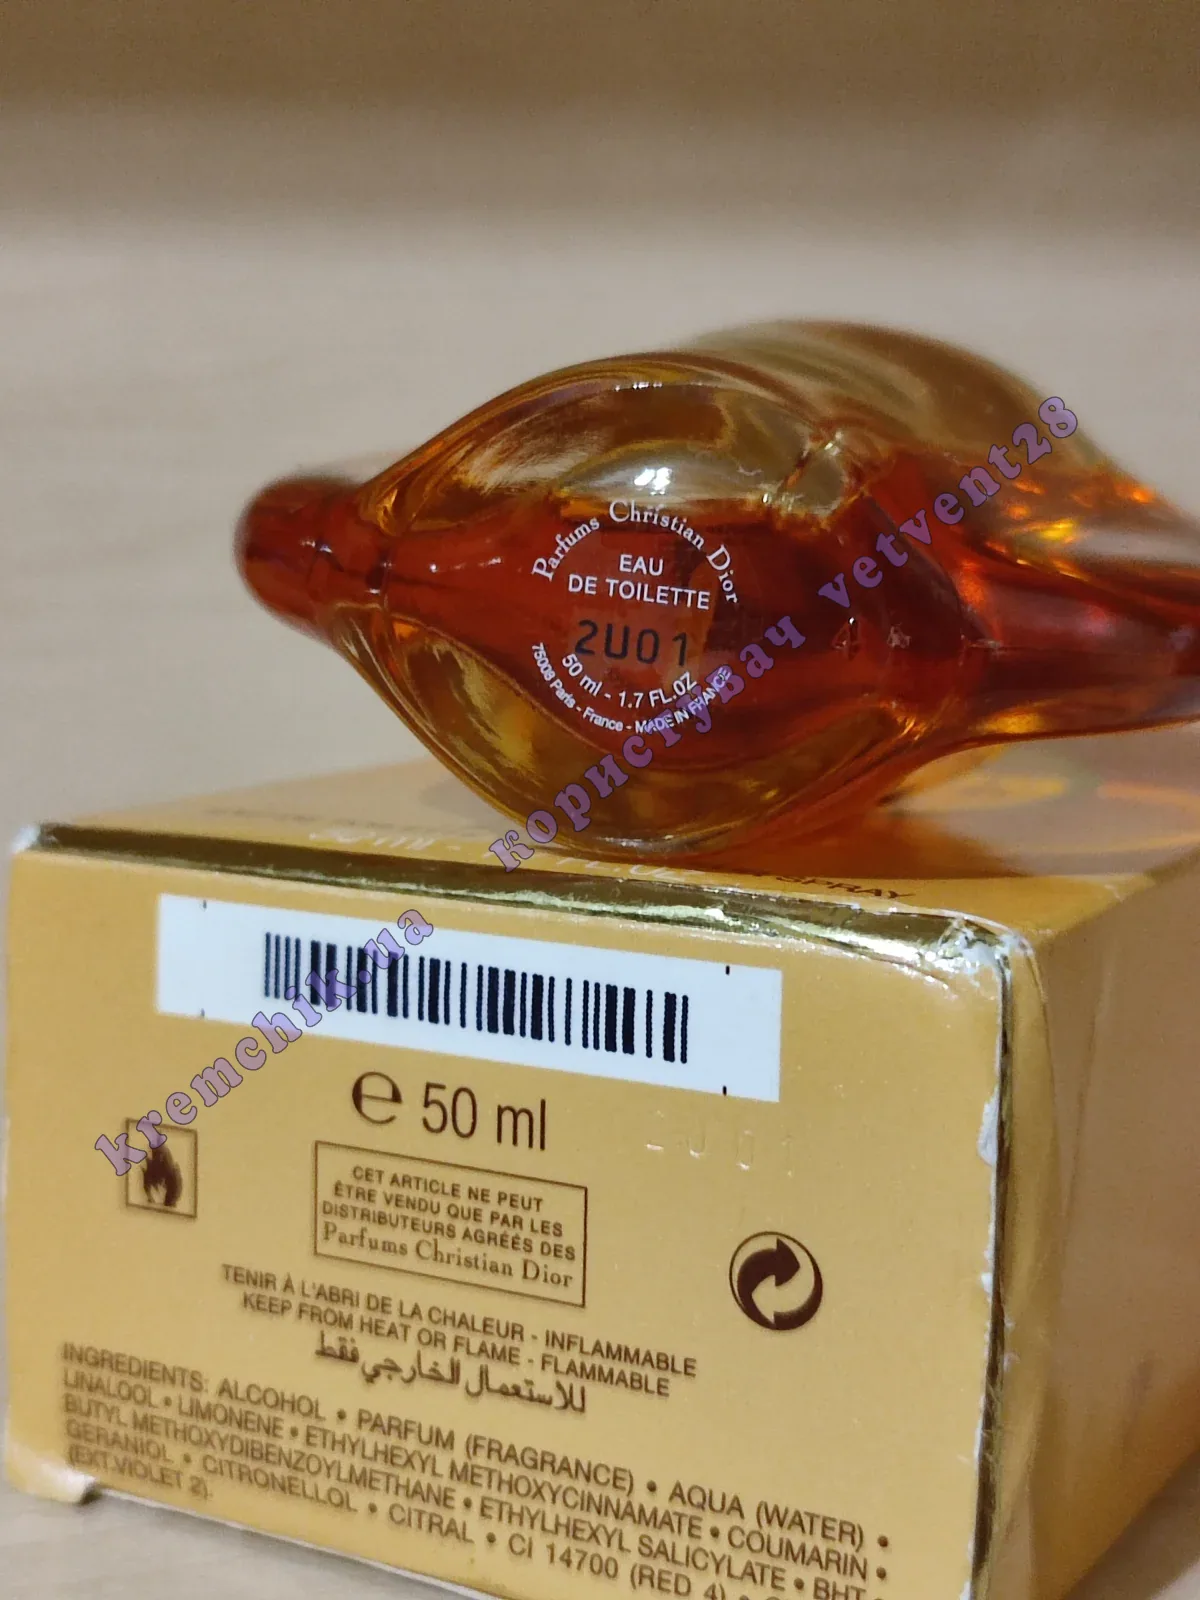 Parfums Christian Dior
EAU
DE TOILETTE
2U01
50 ml - 1.7 FL.OZ
75008 Paris - France - MADE IN FRANCE
користувач vetvent28
kremchik.ua
SPRAY
e 50 ml
CET ARTICLE NE PEUT
ÊTRE VENDU QUE PAR LES
DISTRIBUTEURS AGRÉÉS DES
Parfums Christian Dior
TENIR À L'ABRI DE LA CHALEUR - INFLAMMABLE
KEEP FROM HEAT OR FLAME - FLAMMABLE
للاستعمال الخارجي فقط
INGREDIENTS: ALCOHOL • PARFUM (FRAGRANCE) • AQUA (WATER) •
LINALOOL • LIMONENE • ETHYLHEXYL METHOXYCINNAMATE • COUMARIN •
BUTYL METHOXYDIBENZOYLMETHANE • ETHYLHEXYL SALICYLATE • BHT •
GERANIOL • CITRONELLOL • CITRAL • CI 14700 (RED 4) •
(EXT.VIOLET 2).